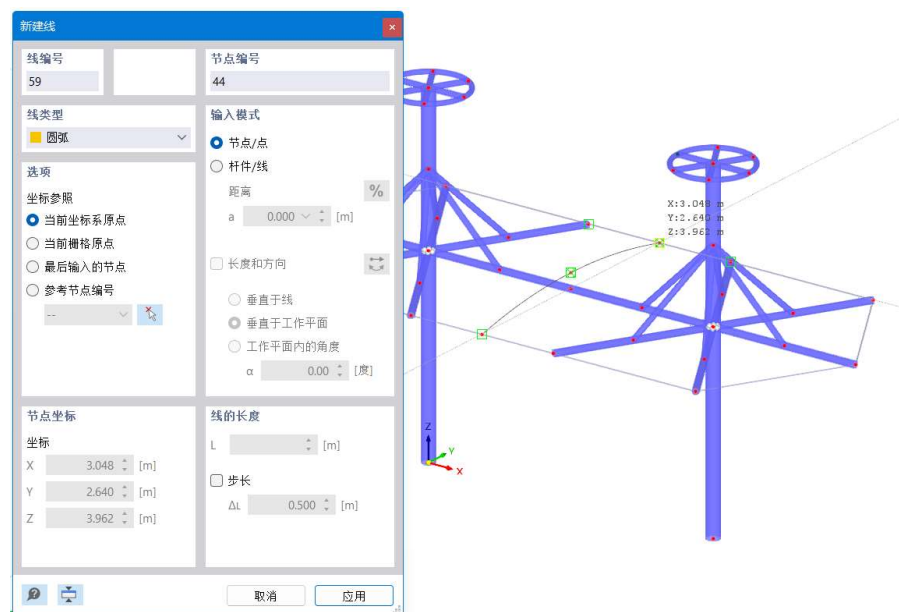 新建线
线编号
59
节点编号
44
线类型
圆弧
输入模式
节点/点
杆件/线
距离
%
a 0.000 [m]
长度和方向
垂直于线
垂直于工作平面
工作平面内的角度
α 0.00 [度]
选项
坐标参照
当前坐标系原点
当前栅格原点
最后输入的节点
参考节点编号
--
节点坐标
坐标
X 3.048 [m]
Y 2.640 [m]
Z 3.962 [m]
线的长度
L [m]
步长
Δι 0.500 [m]
取消
应用
X:3.048 m
Y:2.640 m
Z:3.962 m
Z
Y
X